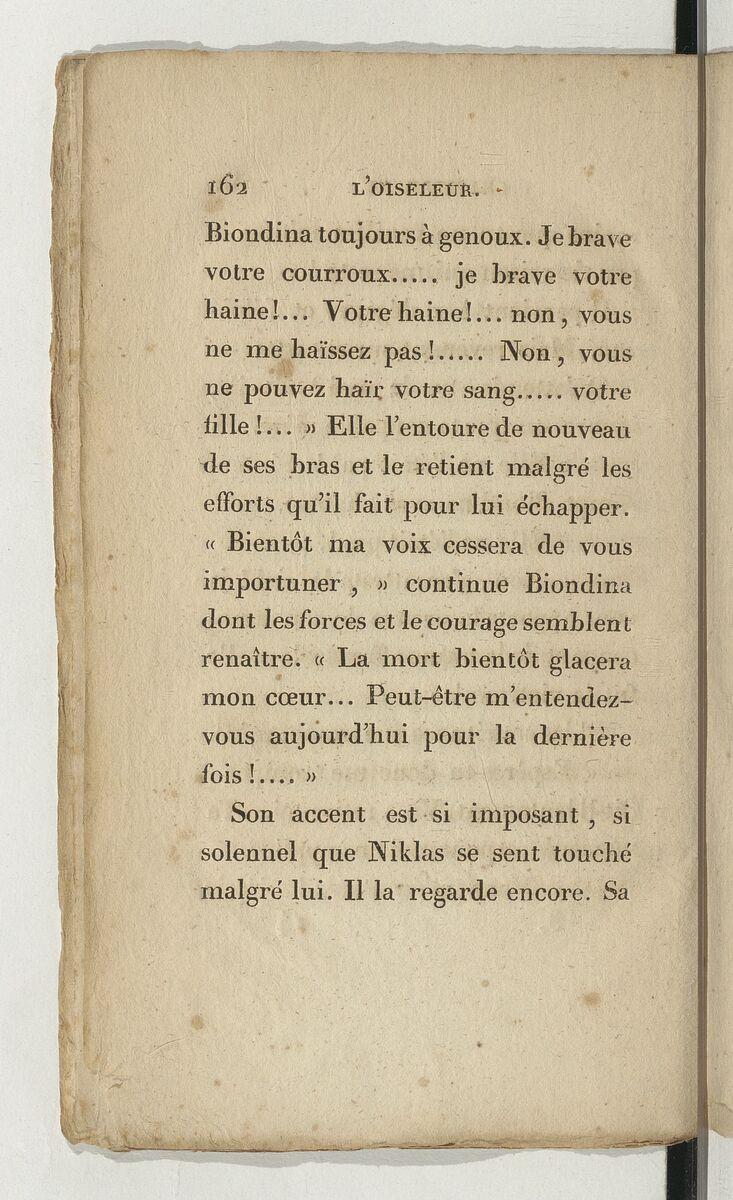 162 L'OISELEUR.
Biondina toujours à genoux. Je brave
votre courroux..... je brave votre
haine!... Votre haine!... non, vous
ne me haïssez pas!..... Non, vous
ne pouvez haïr votre sang..... votre
fille!... » Elle l'entoure de nouveau
de ses bras et le retient malgré les
efforts qu'il fait pour lui échapper.
« Bientôt ma voix cessera de vous
importuner, » continue Biondina
dont les forces et le courage semblent
renaître. « La mort bientôt glacera
mon cœur... Peut-être m'entendez-
vous aujourd'hui pour la dernière
fois!.... »
Son accent est si imposant, si
solennel que Niklas se sent touché
malgré lui. Il la regarde encore. Sa